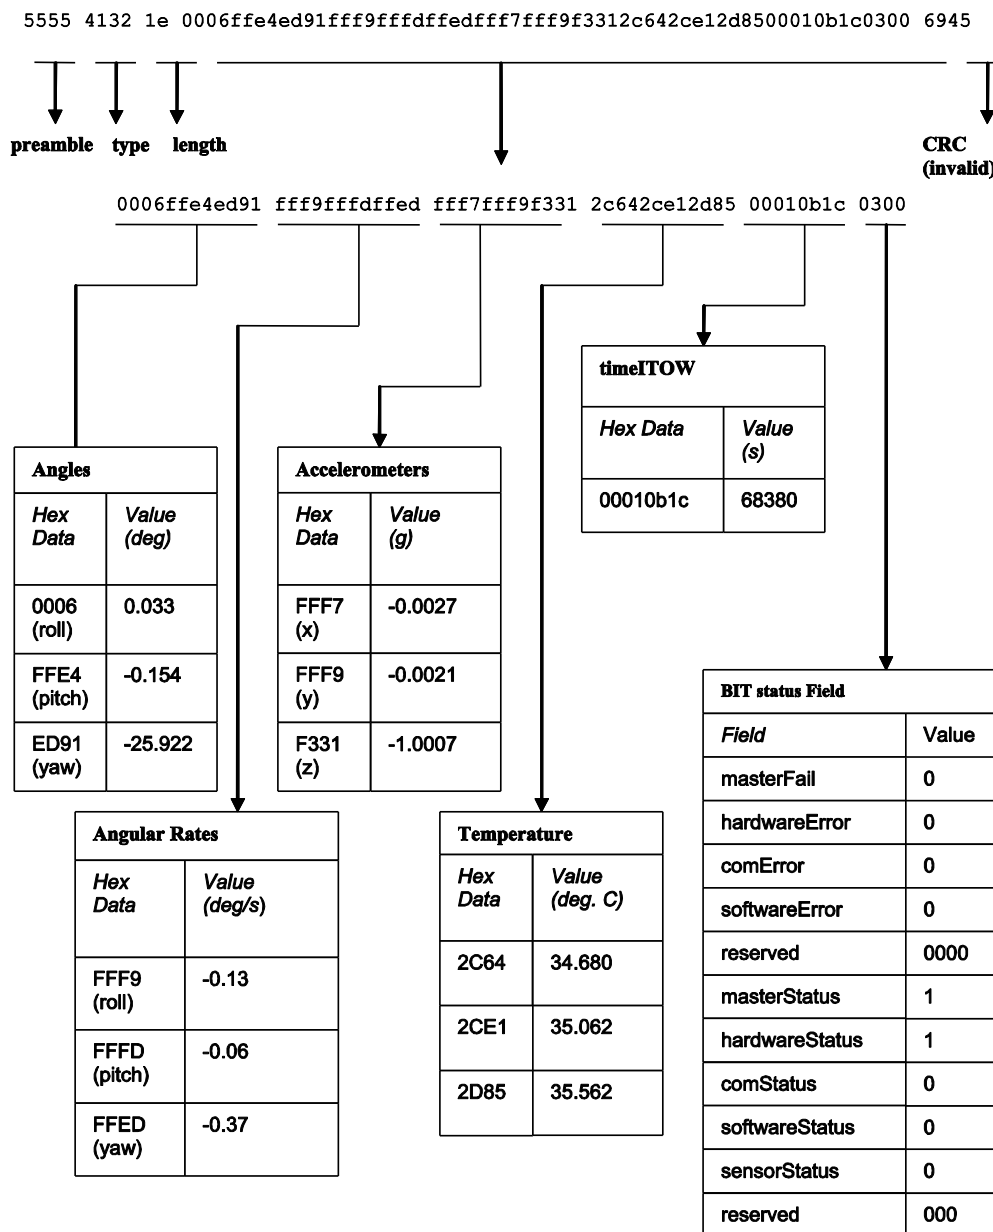 5555 4132 1e 0006ffe4ed91fff9fffdffedfff7fff9f3312c642ce12d8500010b1c0300 6945
preamble type length
CRC
(invalid)
0006ffe4ed91 fff9fffdffed fff7fff9f331 2c642ce12d85 00010b1c 0300
timeITOW
Hex Data Value
(s)
00010b1c 68380
Angles
Hex
Data
Value
(deg)
0006
(roll)
0.033
FFE4
(pitch)
-0.154
ED91
(yaw)
-25.922
Accelerometers
Hex
Data
Value
(g)
FFF7
(x)
-0.0027
FFF9
(y)
-0.0021
F331
(z)
-1.0007
Angular Rates
Hex
Data
Value
(deg/s)
FFF9
(roll)
-0.13
FFFD
(pitch)
-0.06
FFED
(yaw)
-0.37
Temperature
Hex
Data
Value
(deg. C)
2C64 34.680
2CE1 35.062
2D85 35.562
BIT status Field
Field Value
masterFail 0
hardwareError 0
comError 0
softwareError 0
reserved 0000
masterStatus 1
hardwareStatus 1
comStatus 0
softwareStatus 0
sensorStatus 0
reserved 000